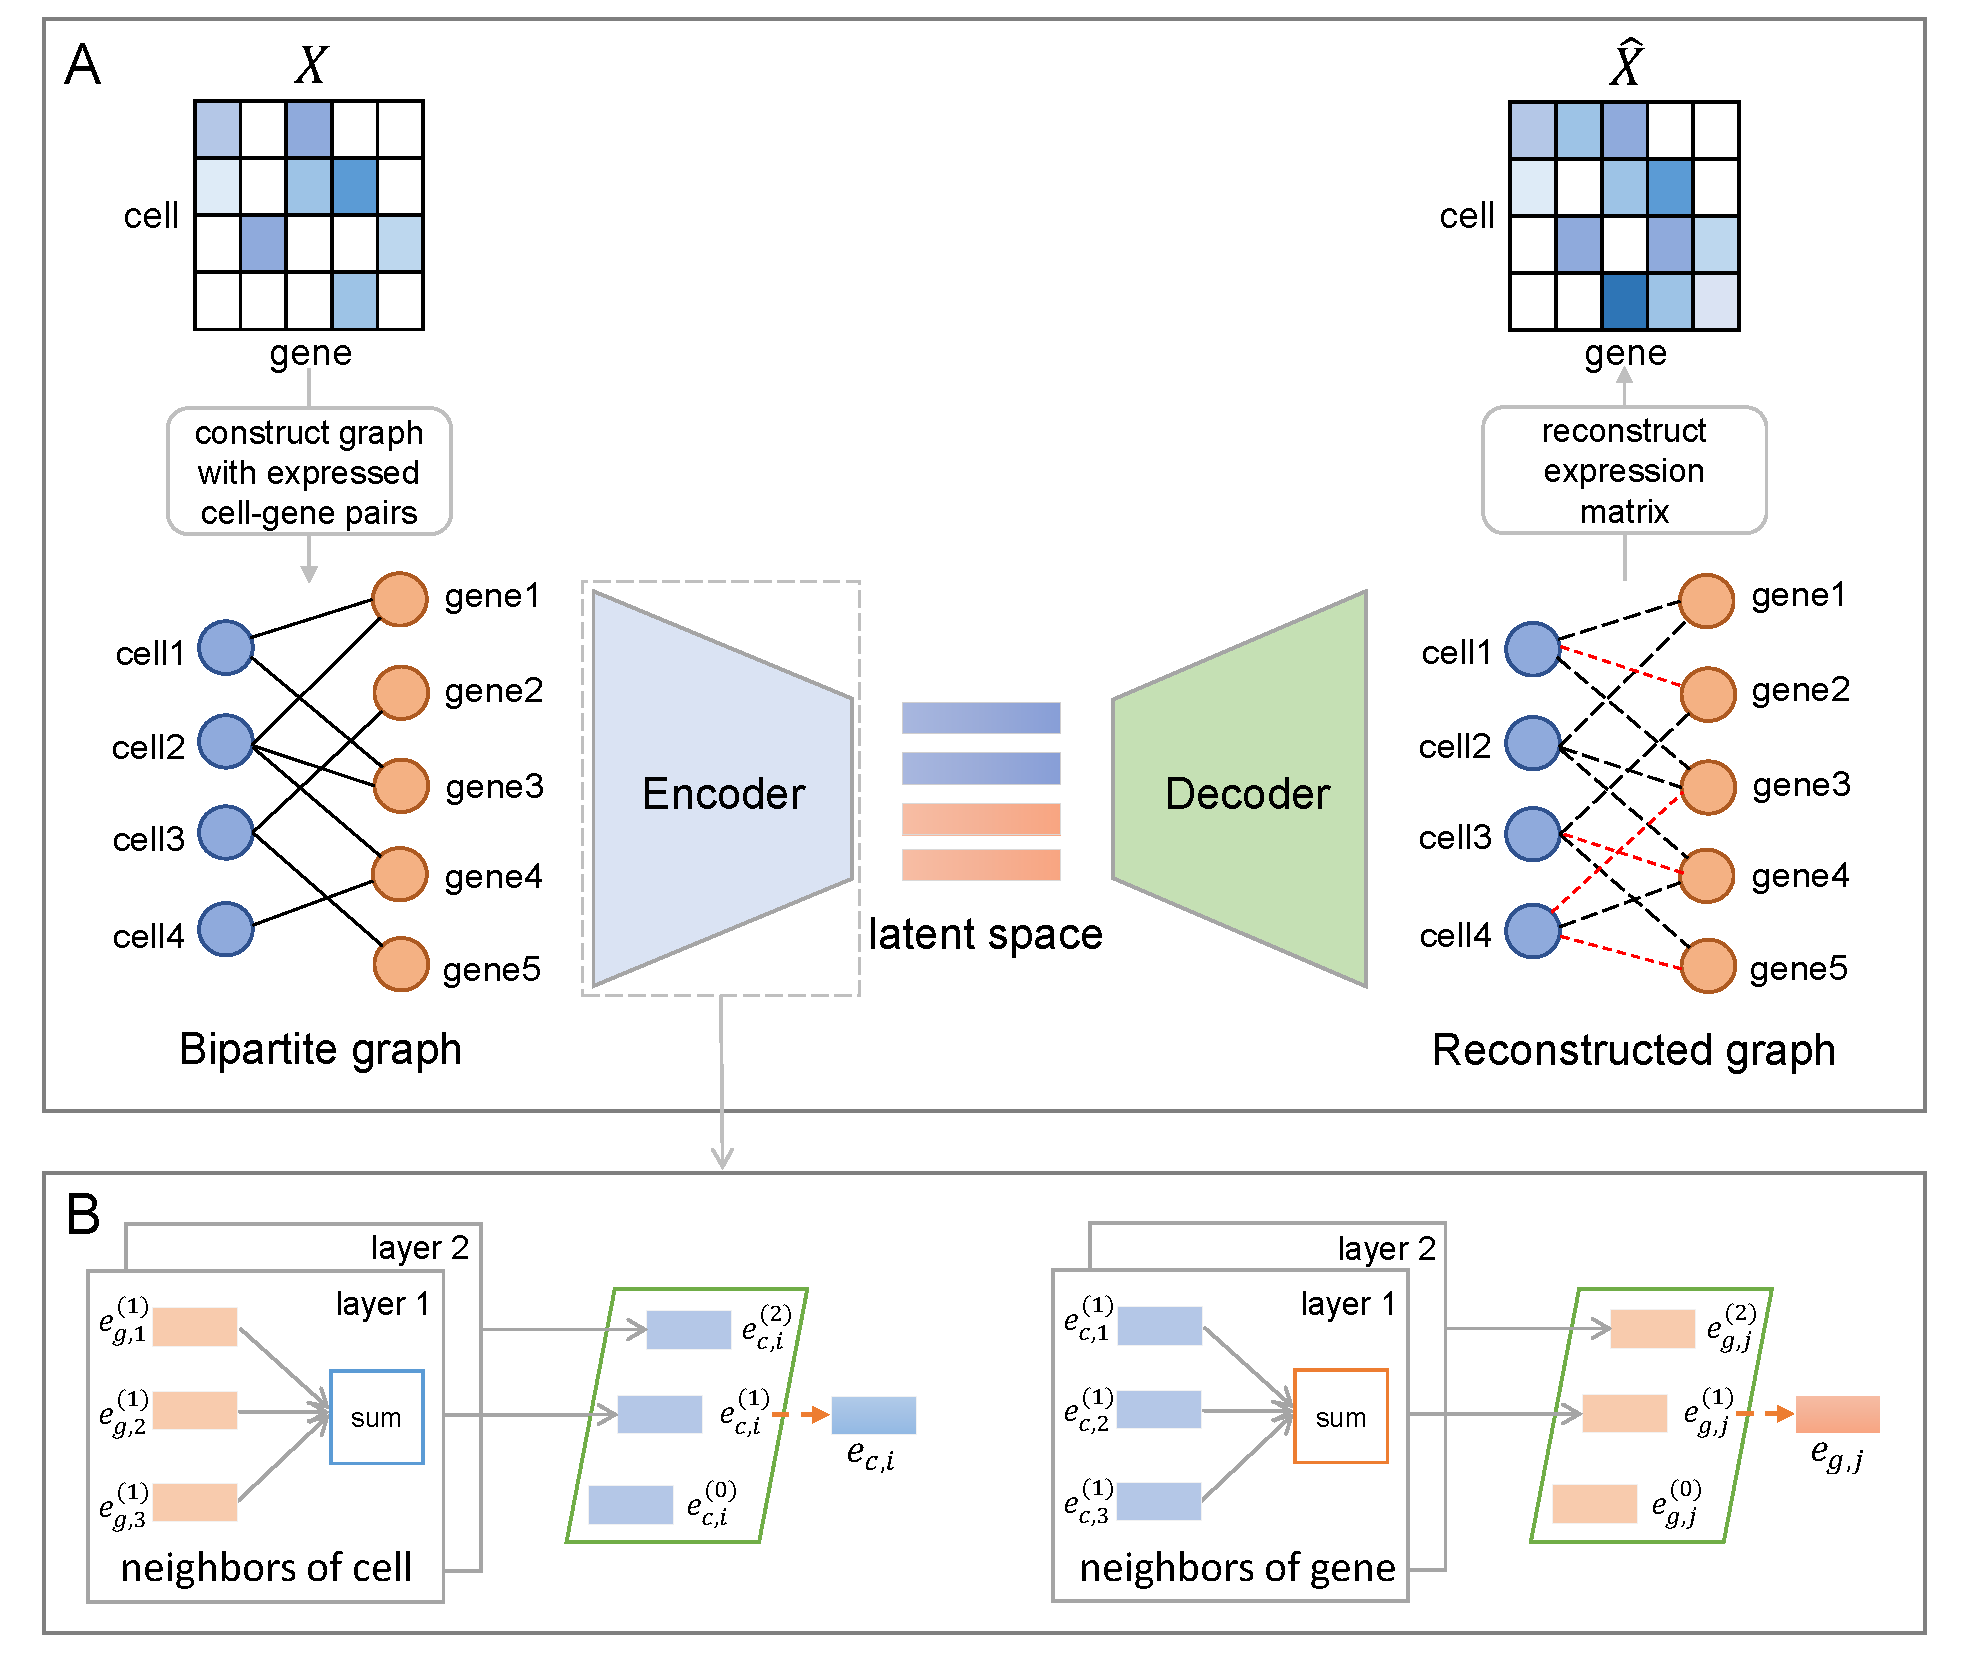 A
X
cell
gene
construct graph
with expressed
cell-gene pairs
cell1
cell2
cell3
cell4
gene1
gene2
gene3
gene4
gene5
Bipartite graph
Encoder
latent space
Decoder
X̂
cell
gene
reconstruct
expression
matrix
cell1
cell2
cell3
cell4
gene1
gene2
gene3
gene4
gene5
Reconstructed graph
B
layer 2
layer 1
e_{g,1}^{(1)}
e_{g,2}^{(1)}
e_{g,3}^{(1)}
sum
neighbors of cell
e_{c,i}^{(2)}
e_{c,i}^{(1)}
e_{c,i}^{(0)}
e_{c,i}
layer 2
layer 1
e_{c,1}^{(1)}
e_{c,2}^{(1)}
e_{c,3}^{(1)}
sum
neighbors of gene
e_{g,j}^{(2)}
e_{g,j}^{(1)}
e_{g,j}^{(0)}
e_{g,j}